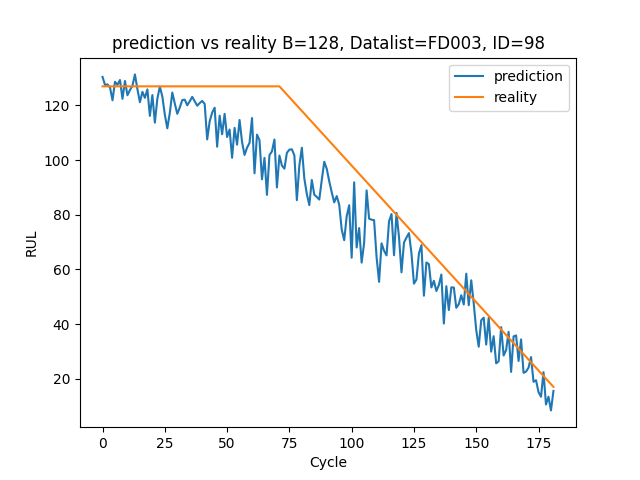 prediction vs reality B=128, Datalist=FD003, ID=98
prediction
reality
RUL
120
100
80
60
40
20
0 25 50 75 100 125 150 175
Cycle